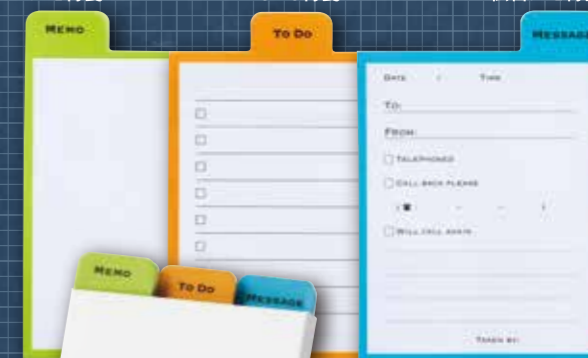 MEMO
TO DO
MESSAGE
DATE / TIME
TO:
FROM:
TELEPHONED
CALL BACK PLEASE
( ☎ - - )
WILL CALL AGAIN
TAKEN BY:
MEMO
TO DO
MESSAGE